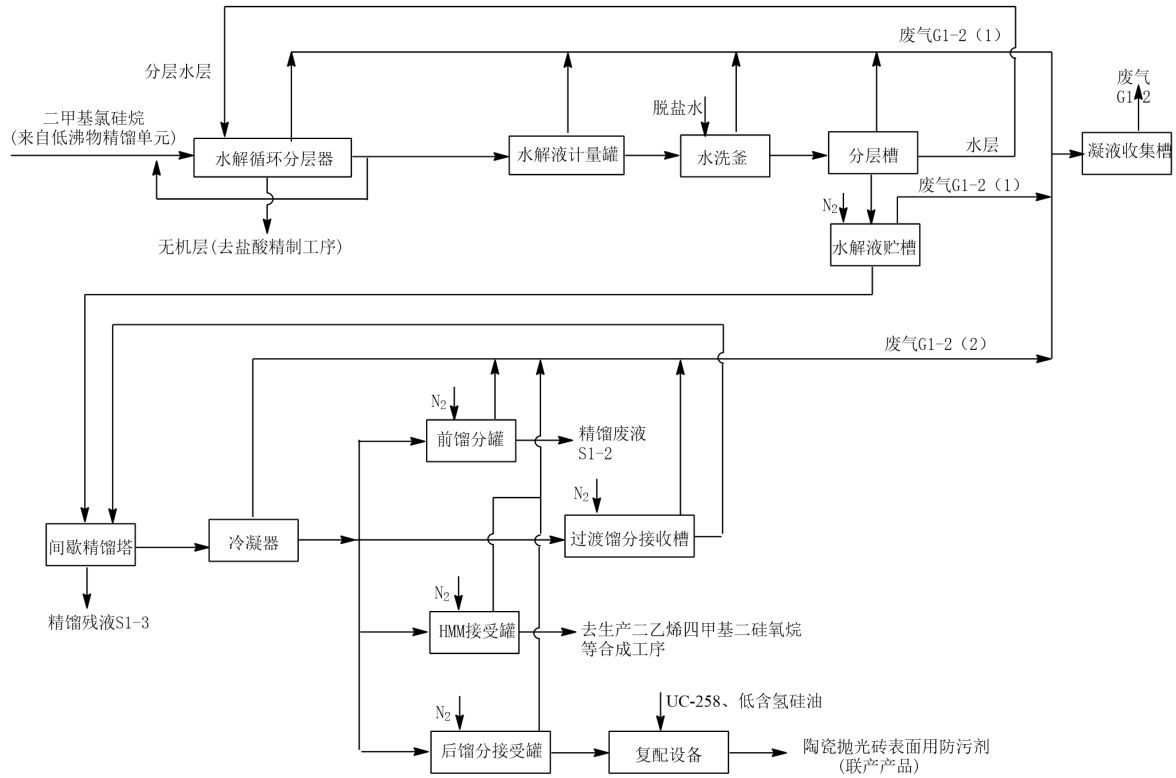 废气G1-2（1）
分层水层
废气
G1-2
二甲基氯硅烷
(来自低沸物精馏单元)
脱盐水
水解循环分层器
水解液计量罐
水洗釜
分层槽
水层
凝液收集槽
废气G1-2（1）
N₂
无机层(去盐酸精制工序)
水解液贮槽
废气G1-2（2）
N₂
前馏分罐
精馏废液
S1-2
N₂
间歇精馏塔
冷凝器
过渡馏分接收槽
N₂
精馏残液S1-3
HMM接受罐
去生产二乙烯四甲基二硅氧烷
等合成工序
N₂
UC-258、低含氢硅油
后馏分接受罐
复配设备
陶瓷抛光砖表面用防污剂
(联产产品)